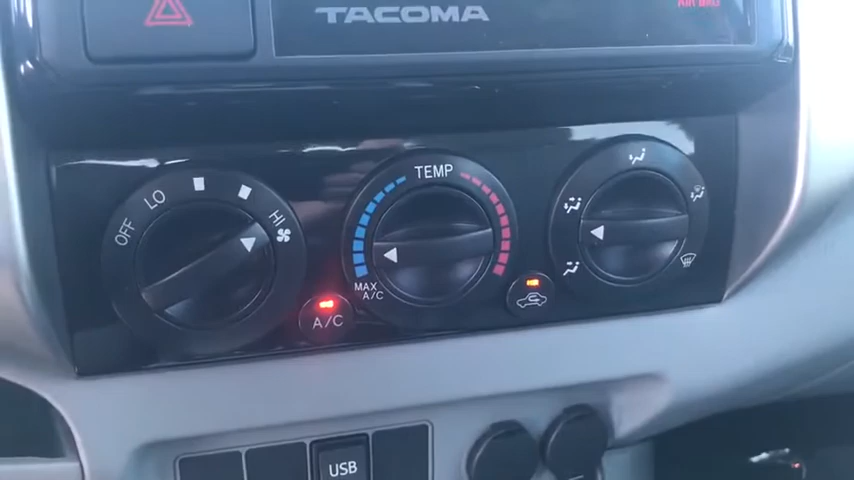 TACOMA
AIR BAG
OFF
LO
HI
TEMP
MAX
A/C
A/C
USB